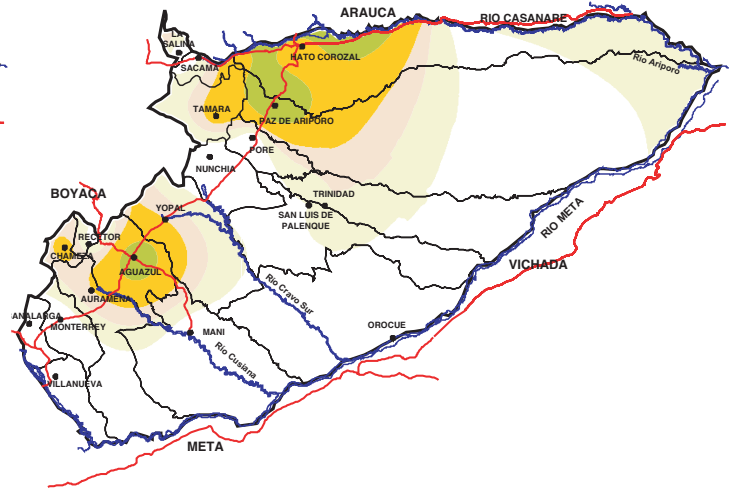 ARAUCA
RIO CASANARE
LA
SALINA
SACAMA
HATO COROZAL
Rio Ariporo
TAMARA
PAZ DE ARIPORO
PORE
NUNCHIA
BOYACA
TRINIDAD
YOPAL
SAN LUIS DE
PALENQUE
RIO META
RECETOR
CHAMEZA
AGUAZUL
VICHADA
Rio Cravo Sur
AURAMENA
ANALARGA
MONTERREY
MANI
OROCUE
Rio Cusiana
VILLANUEVA
META